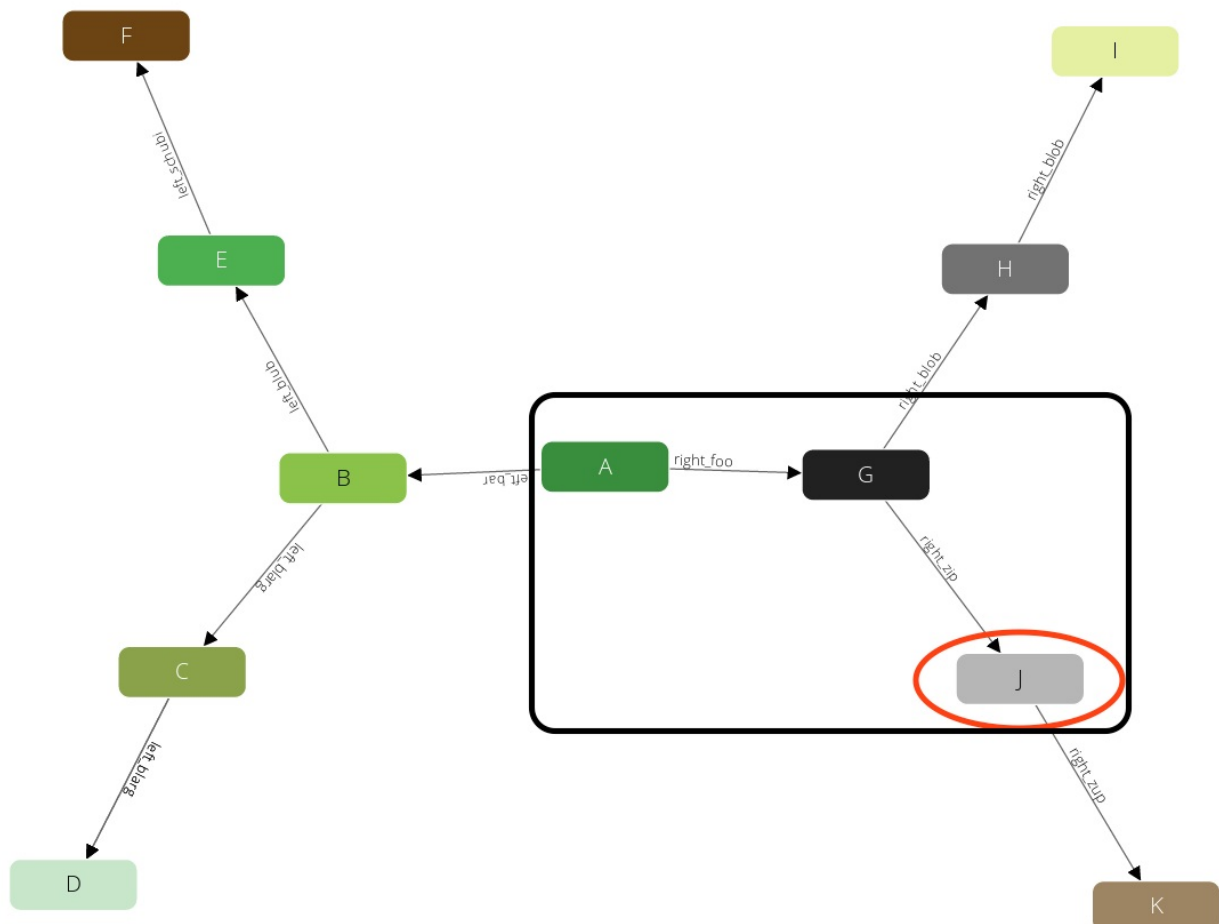 F
I
left_schubi
right_blob
E
H
left_blub
right_blob
A
right_foo
G
B
left_bar
left_blarg
right_zip
C
J
left_blarg
right_zup
D
K